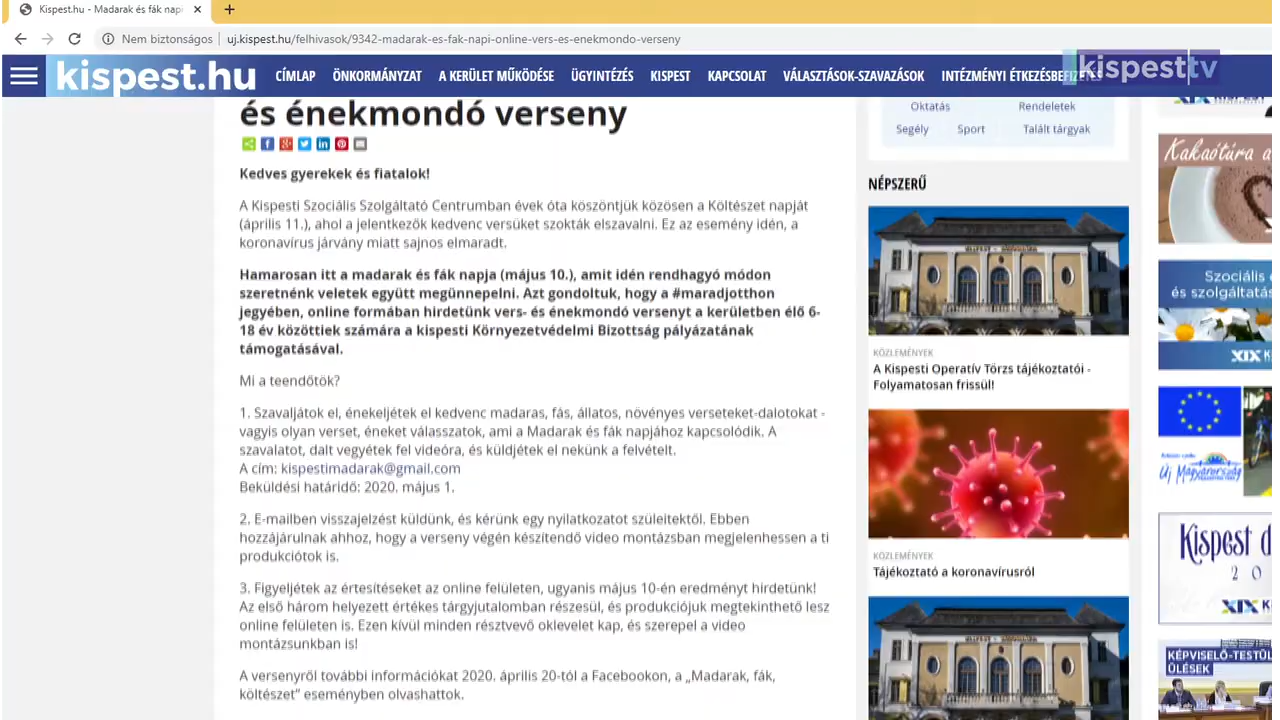 Kispest.hu - Madarak és fák napi
Nem biztonságos
uj.kispest.hu/felhivasok/9342-madarak-es-fak-napi-online-vers-es-enekmondo-verseny
kispest.hu
CÍMLAP
ÖNKORMÁNYZAT
A KERÜLET MŰKÖDÉSE
ÜGYINTÉZÉS
KISPEST
KAPCSOLAT
VÁLASZTÁSOK-SZAVAZÁSOK
INTÉZMÉNYI ÉTKEZÉSBEFIZETÉS
kispesttv
és énekmondó verseny
Kedves gyerekek és fiatalok!
A Kispesti Szociális Szolgáltató Centrumban évek óta köszöntjük közösen a Költészet napját
(április 11.), ahol a jelentkezők kedvenc versüket szokták elszavalni. Ez az esemény idén, a
koronavírus járvány miatt sajnos elmaradt.
Hamarosan itt a madarak és fák napja (május 10.), amit idén rendhagyó módon
szeretnénk veletek együtt megünnepelni. Azt gondoltuk, hogy a #maradjotthon
jegyében, online formában hirdetünk vers- és énekmondó versenyt a kerületben élő 6-
18 év közöttiek számára a kispesti Környezetvédelmi Bizottság pályázatának
támogatásával.
Mi a teendőtök?
1. Szavaljátok el, énekeljétek el kedvenc madaras, fás, állatos, növényes verseteket-dalotokat -
vagyis olyan verset, éneket válasszatok, ami a Madarak és fák napjához kapcsolódik. A
szavalatot, dalt vegyétek fel videóra, és küldjétek el nekünk a felvételt.
A cím: kispestimadarak@gmail.com
Beküldési határidő: 2020. május 1.
2. E-mailben visszajelzést küldünk, és kérünk egy nyilatkozatot szüleitektől. Ebben
hozzájárulnak ahhoz, hogy a verseny végén készítendő video montázsban megjelenhessen a ti
produkciótok is.
3. Figyeljétek az értesítéseket az online felületen, ugyanis május 10-én eredményt hirdetünk!
Az első három helyezett értékes tárgyjutalomban részesül, és produkciójuk megtekinthető lesz
online felületen is. Ezen kívül minden résztvevő oklevelet kap, és szerepel a video
montázsunkban is!
A versenyről további információkat 2020. április 20-tól a Facebookon, a „Madarak, fák,
költészet" eseményben olvashattok.
Oktatás
Rendeletek
Segély
Sport
Talált tárgyak
NÉPSZERŰ
KÖZLEMÉNYEK
A Kispesti Operatív Törzs tájékoztatói -
Folyamatosan frissül!
KÖZLEMÉNYEK
Tájékoztató a koronavírusról
Kakaótúra a
Szociális
és szolgáltatás
XIX
Új Magyarország
Kispest
20
XIX
KÉPVISELŐ-TESTÜL
ÜLÉSEK